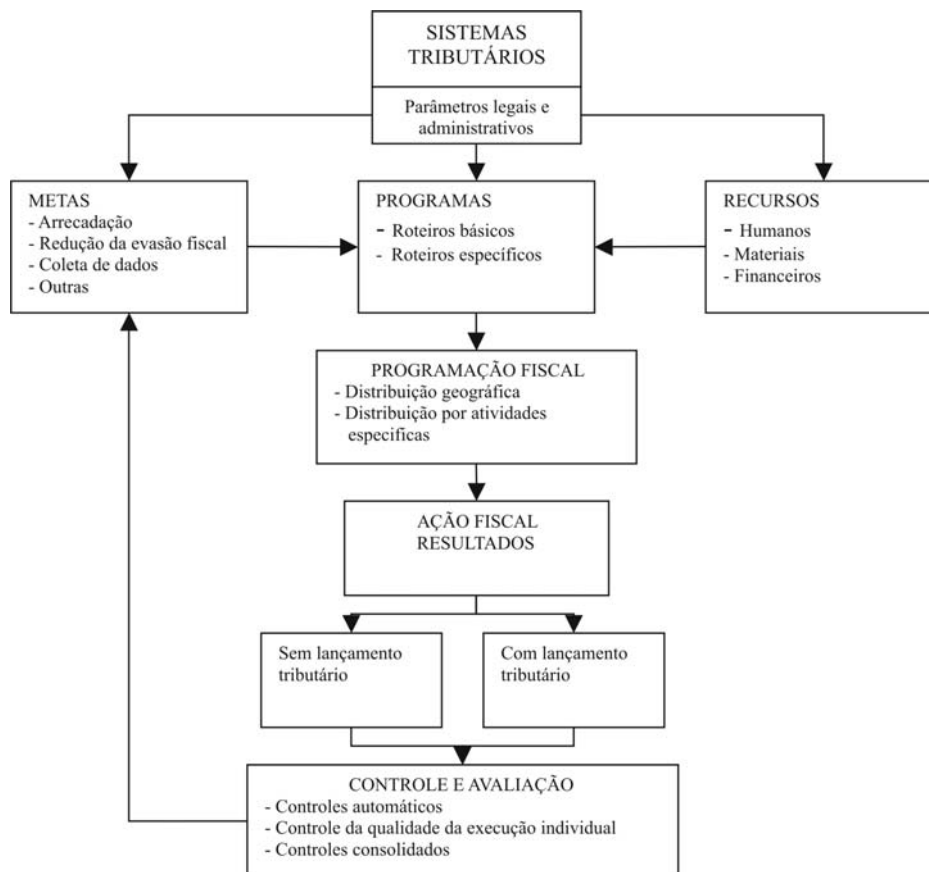 SISTEMAS
TRIBUTÁRIOS
Parâmetros legais e
administrativos
METAS
- Arrecadação
- Redução da evasão fiscal
- Coleta de dados
- Outras
PROGRAMAS
- Roteiros básicos
- Roteiros específicos
RECURSOS
- Humanos
- Materiais
- Financeiros
PROGRAMAÇÃO FISCAL
- Distribuição geográfica
- Distribuição por atividades
especificas
AÇÃO FISCAL
RESULTADOS
Sem lançamento
tributário
Com lançamento
tributário
CONTROLE E AVALIAÇÃO
- Controles automáticos
- Controle da qualidade da execução individual
- Controles consolidados